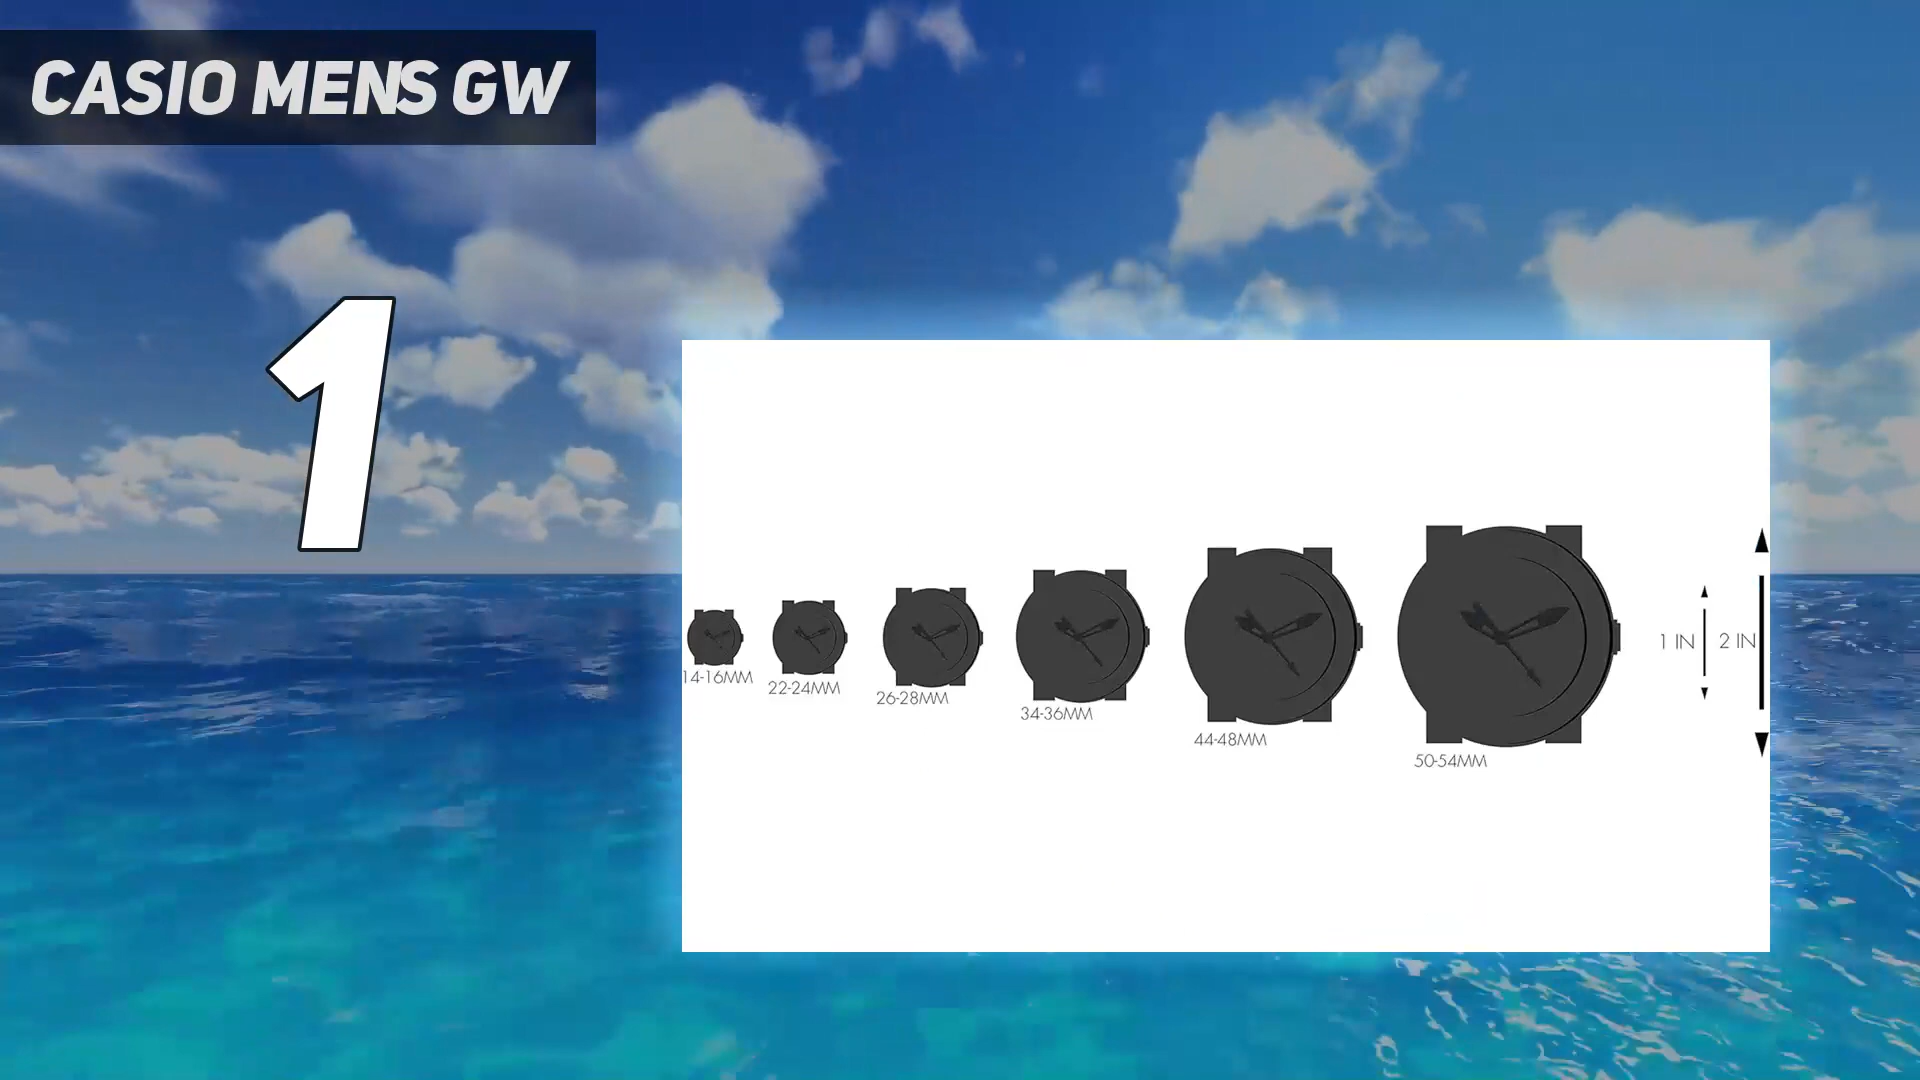 CASIO MENS GW
1
14-16MM
22-24MM
26-28MM
34-36MM
44-48MM
50-54MM
1 IN
2 IN